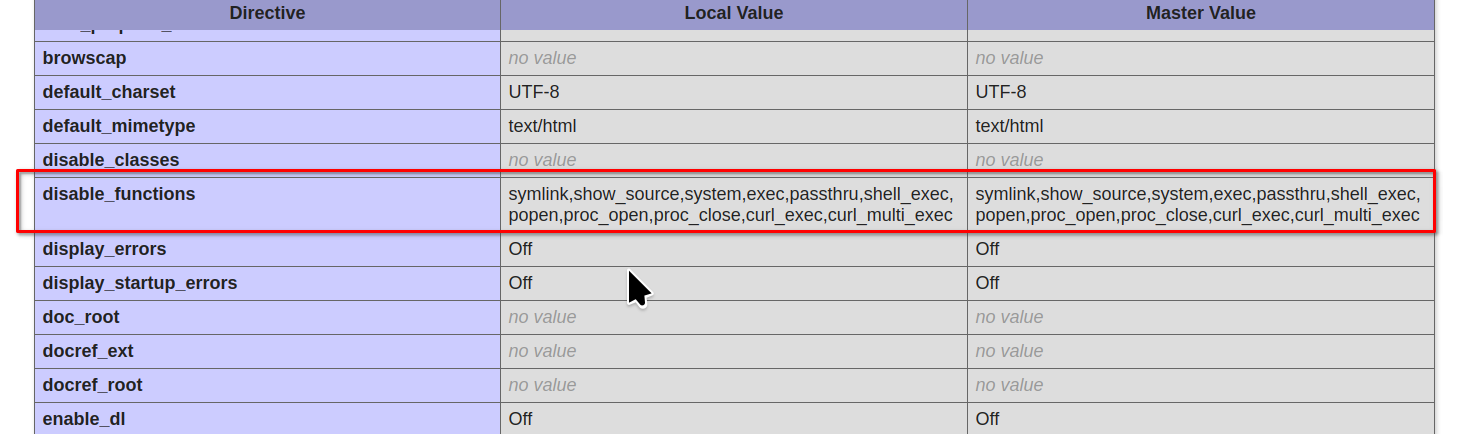 Directive Local Value Master Value
browscap no value no value
default_charset UTF-8 UTF-8
default_mimetype text/html text/html
disable_classes no value no value
disable_functions symlink,show_source,system,exec,passthru,shell_exec, symlink,show_source,system,exec,passthru,shell_exec,
popen,proc_open,proc_close,curl_exec,curl_multi_exec popen,proc_open,proc_close,curl_exec,curl_multi_exec
display_errors Off Off
display_startup_errors Off Off
doc_root no value no value
docref_ext no value no value
docref_root no value no value
enable_dl Off Off